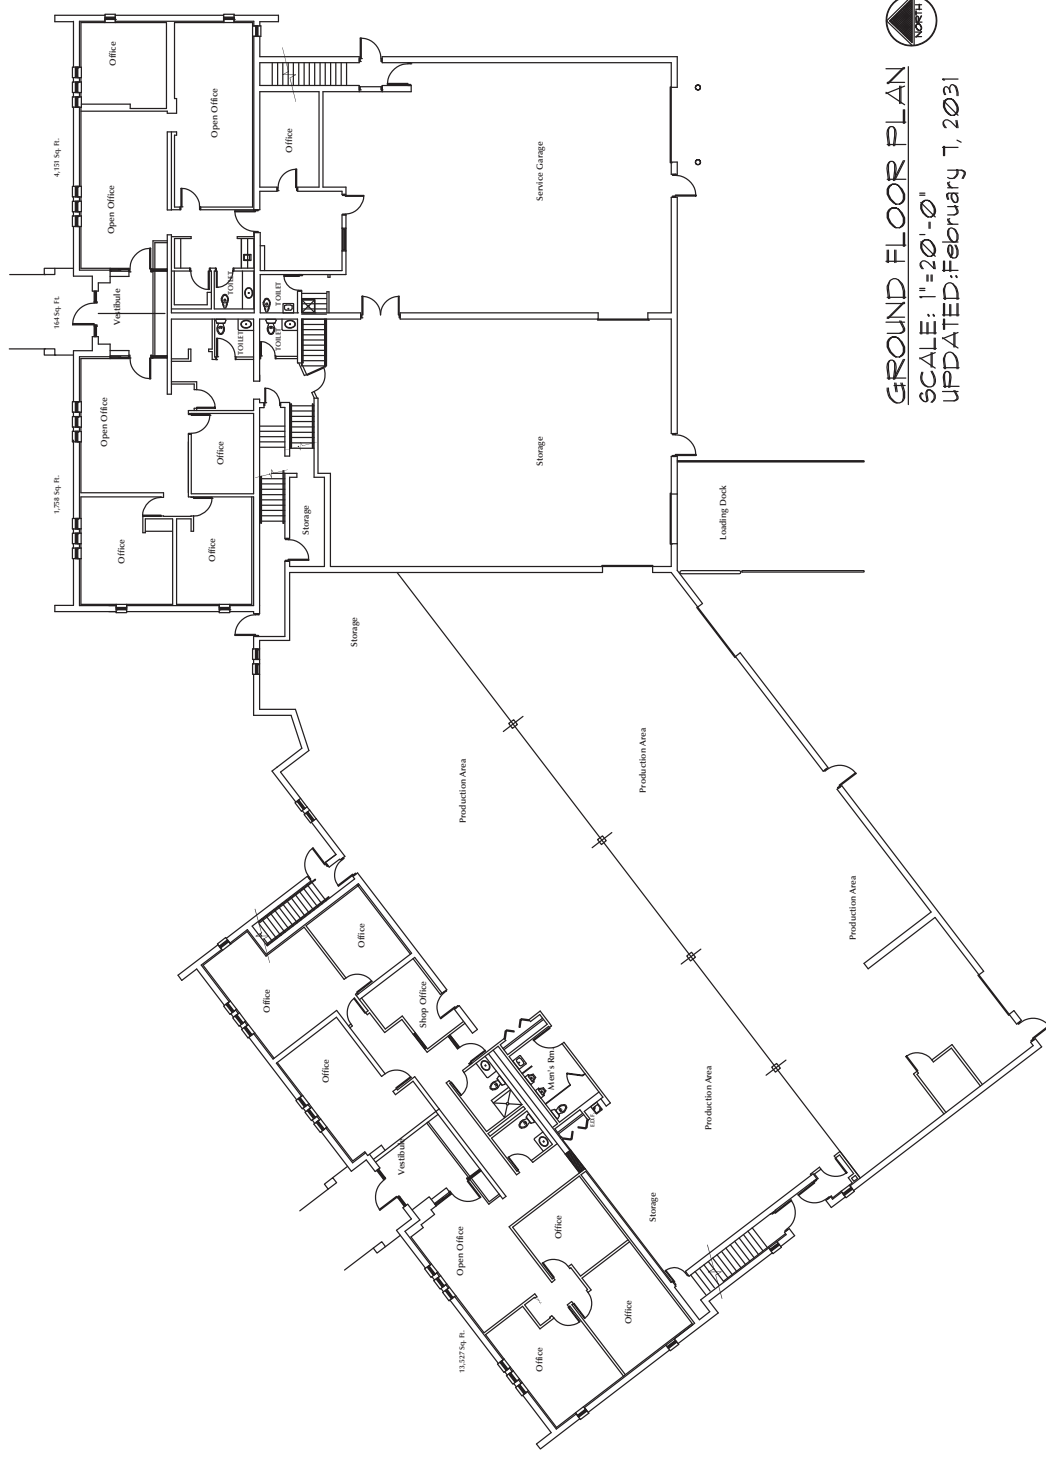 1,758 Sq. Ft.
164 Sq. Ft.
4,151 Sq. Ft.
Office
Open Office
Vestibule
Open Office
Office
Office
Office
Open Office
TOILET
TOILET
TOILET
TOILET
Office
Storage
Storage
Storage
Service Garage
Loading Dock
Office
Office
Office
Vestibule
Shop Office
13,527 Sq. Ft.
Open Office
Production Area
Office
Office
Men's Rm.
Office
Production Area
Storage
Production Area
Production Area
GROUND FLOOR PLAN
SCALE: 1"=20'-0"
UPDATED:February 7, 2031
NORTH